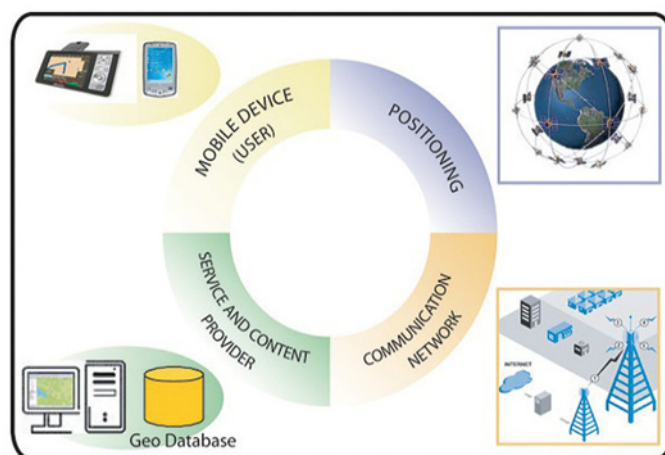 MOBILE DEVICE
(USER)
POSITIONING
SERVICE AND CONTENT
PROVIDER
COMMUNICATION
NETWORK
INTERNET
Geo Database